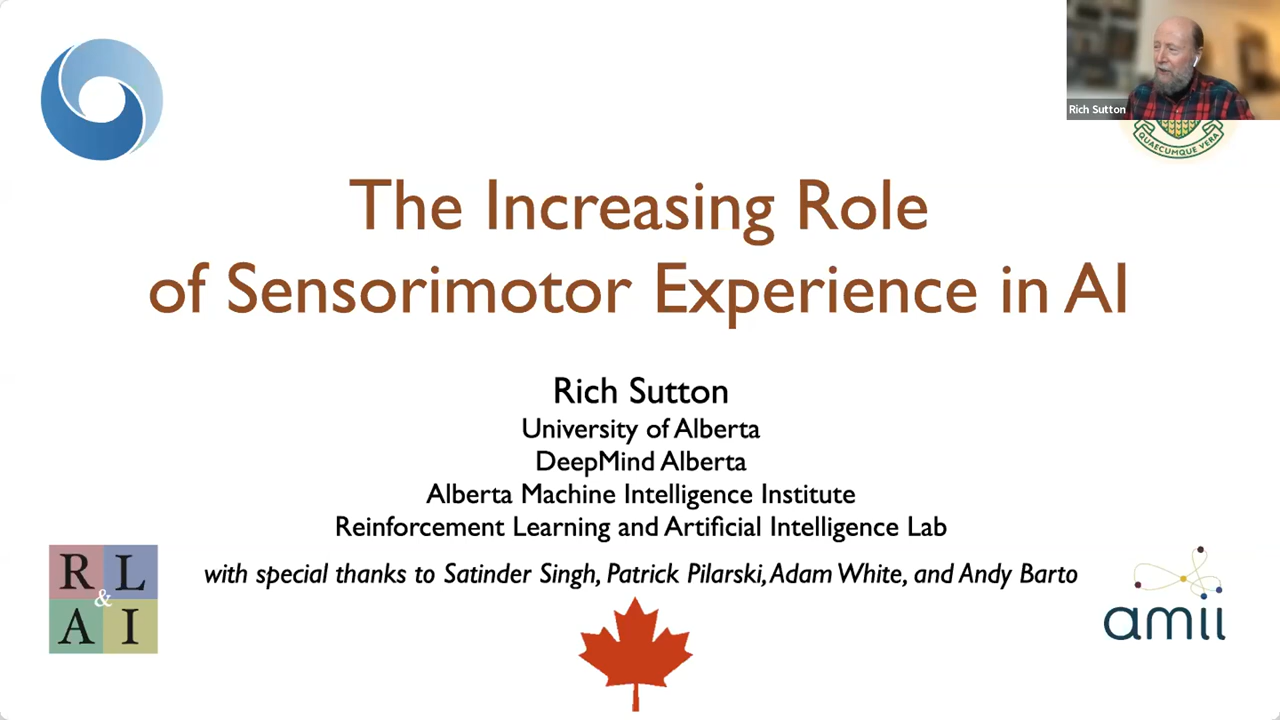 Rich Sutton
QUAECUMQUE VERA
The Increasing Role
of Sensorimotor Experience in AI
Rich Sutton
University of Alberta
DeepMind Alberta
Alberta Machine Intelligence Institute
Reinforcement Learning and Artificial Intelligence Lab
with special thanks to Satinder Singh, Patrick Pilarski, Adam White, and Andy Barto
R L
&
A I
amii